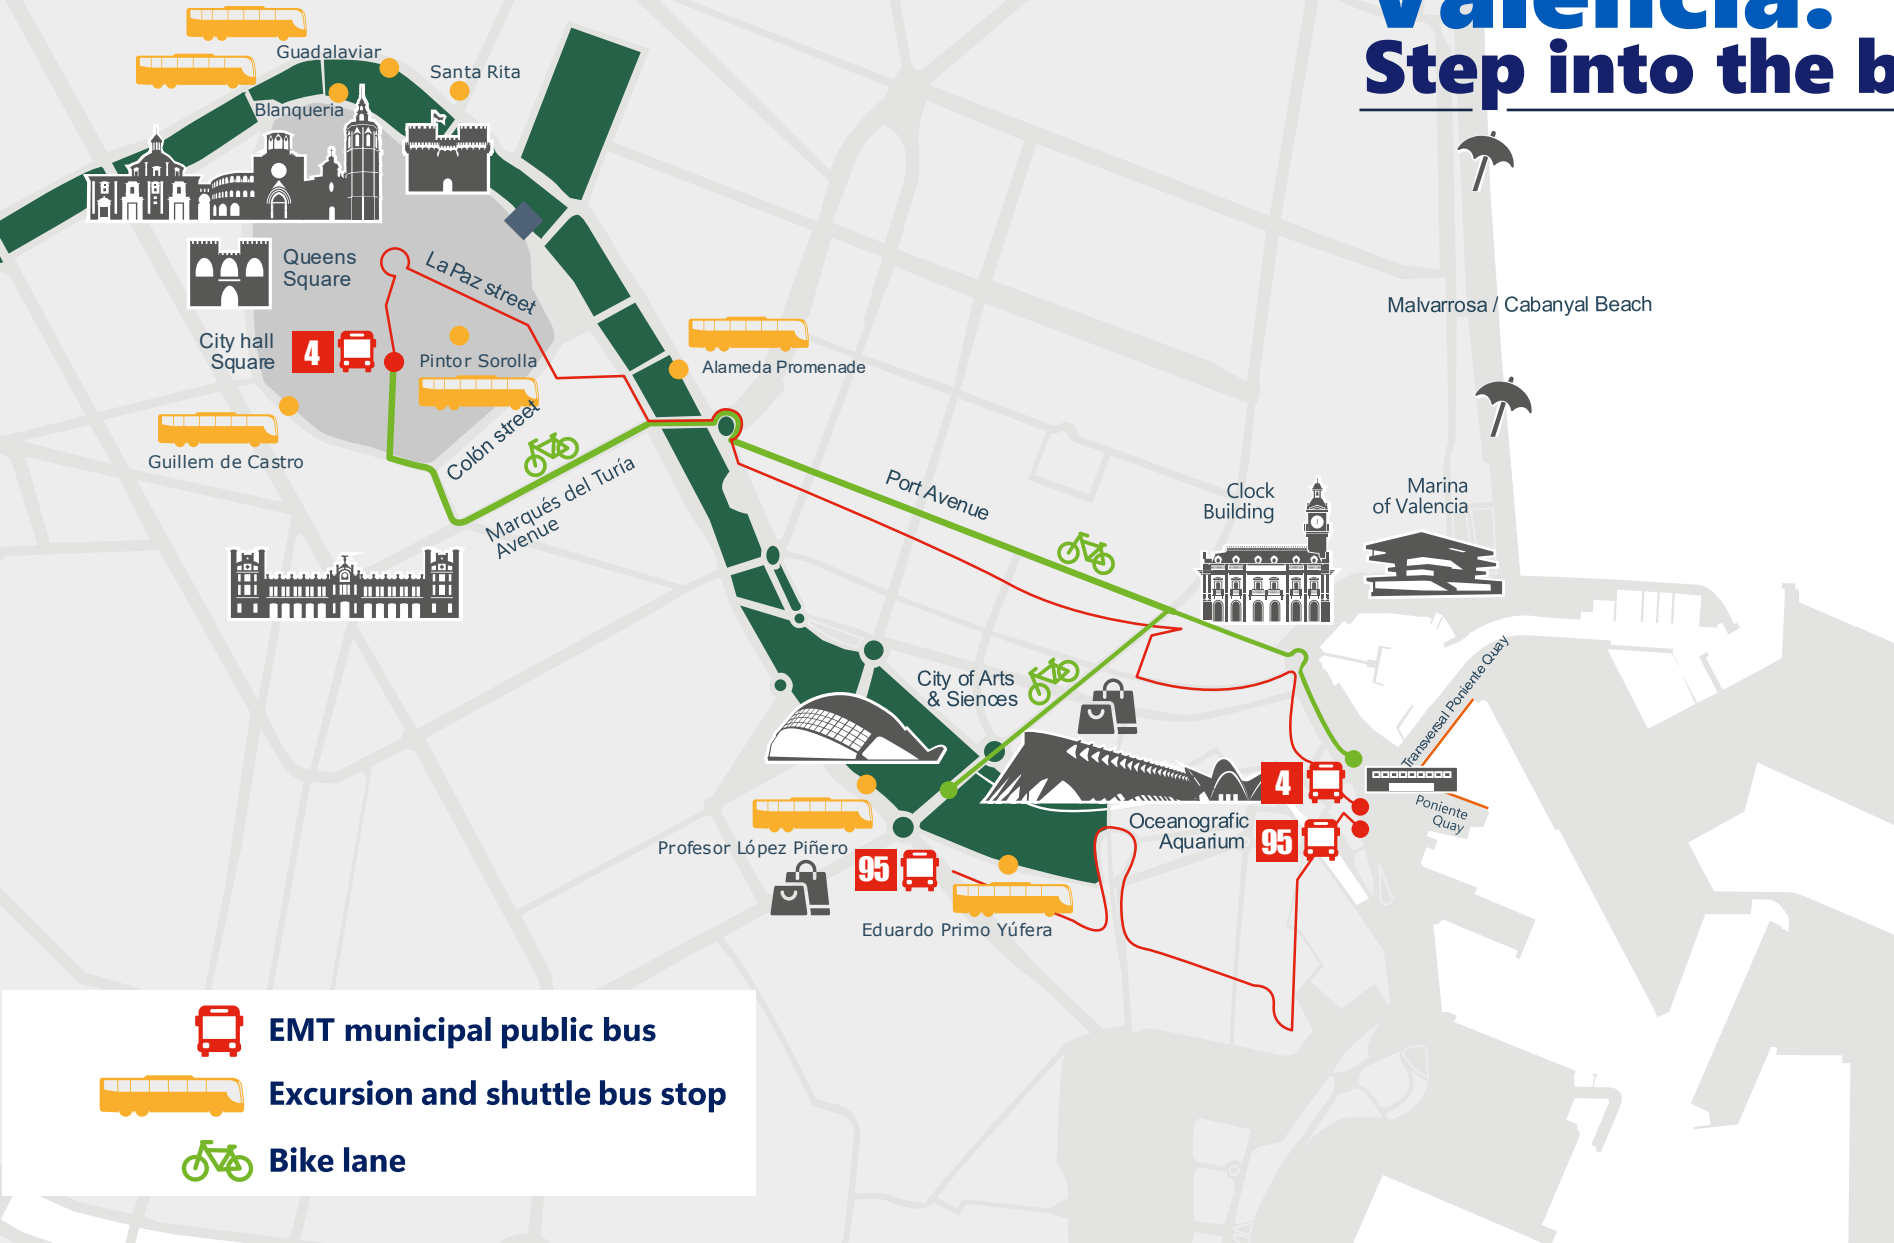 Valencia.
Step into the b
Guadalaviar
Santa Rita
Blanqueria
Queens
Square
La Paz street
City hall
Square
4
Pintor Sorolla
Guillem de Castro
Colón street
Marqués del Turía
Avenue
Alameda Promenade
Malvarrosa / Cabanyal Beach
Port Avenue
Clock
Building
Marina
of Valencia
City of Arts
& Siences
Transversal Poniente Quay
Poniente
Quay
4
95
Oceanografic
Aquarium
Profesor López Piñero
95
Eduardo Primo Yúfera
EMT municipal public bus
Excursion and shuttle bus stop
Bike lane